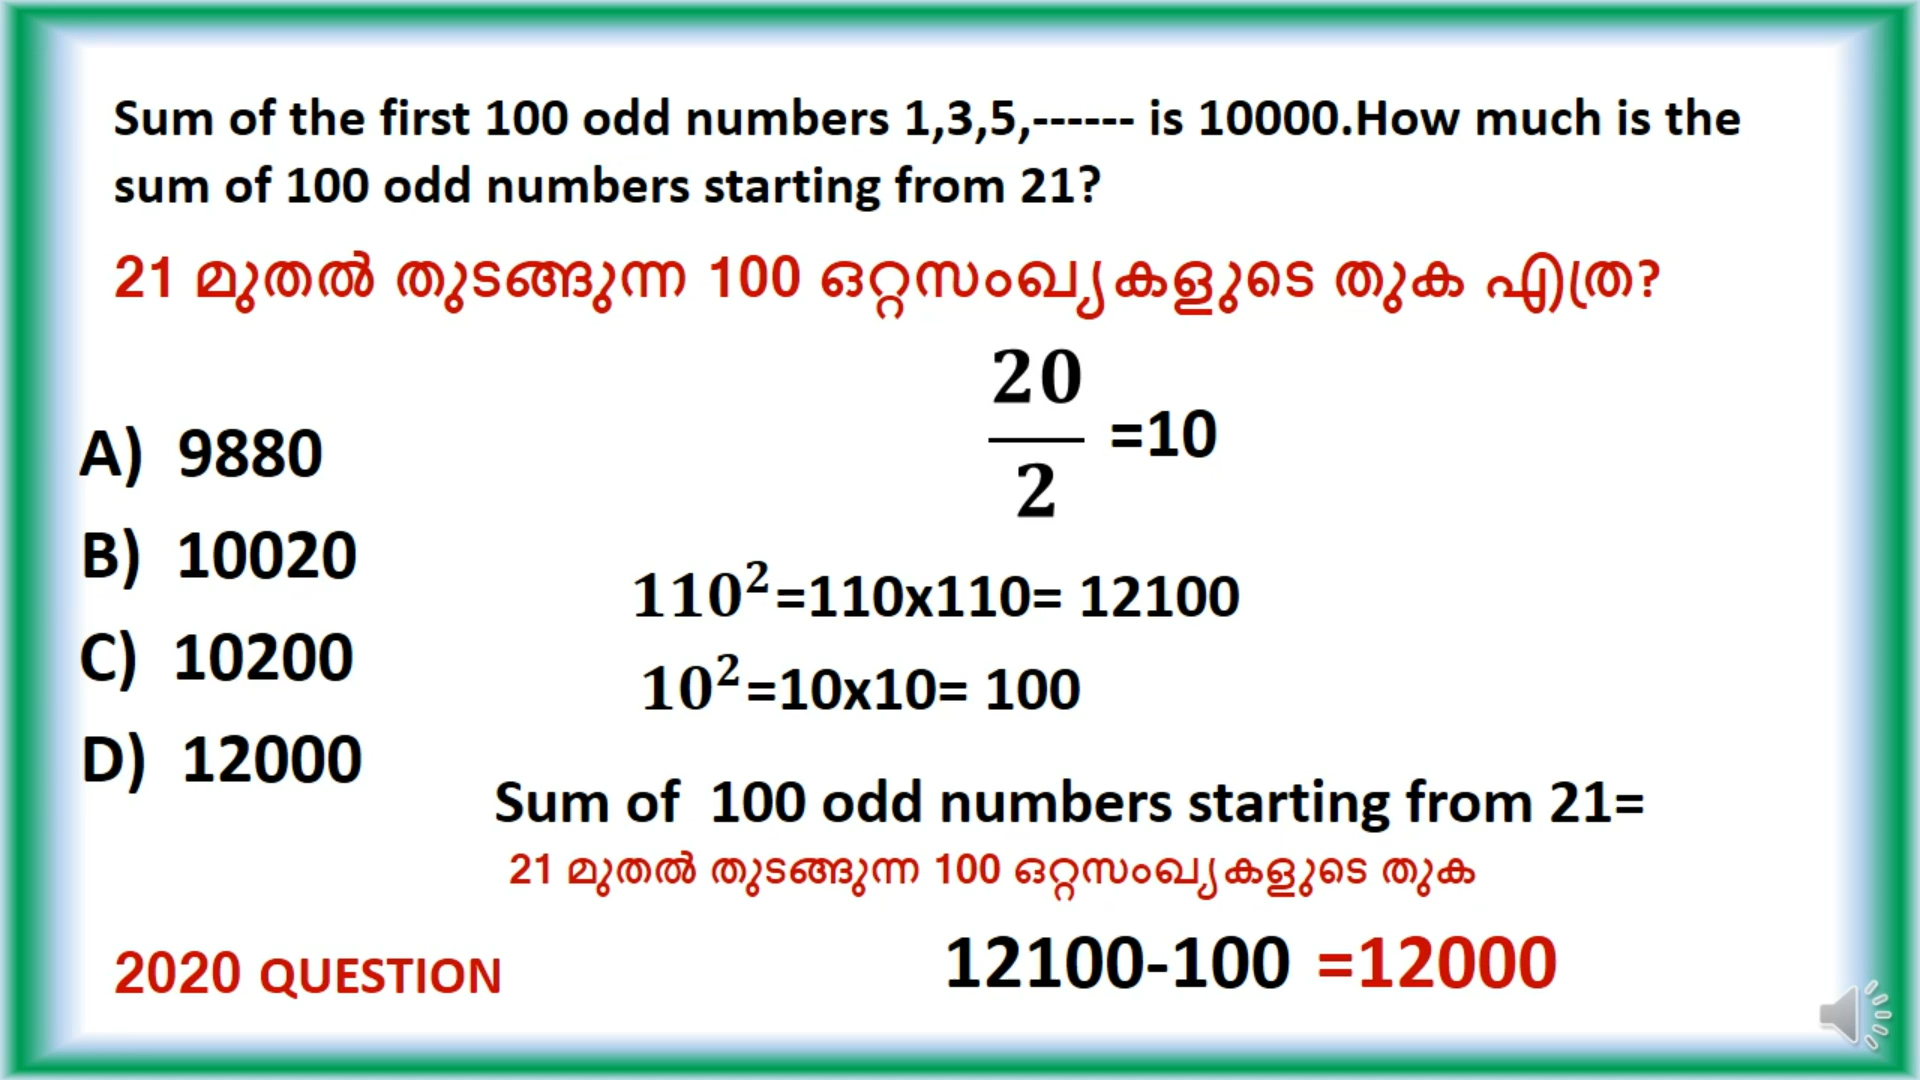 Sum of the first 100 odd numbers 1,3,5,------ is 10000.How much is the
sum of 100 odd numbers starting from 21?
21 മുതൽ തുടങ്ങുന്ന 100 ഒറ്റസംഖ്യകളുടെ തുക എത്ര?
20
2
=10
A) 9880
B) 10020
C) 10200
D) 12000
110²=110x110= 12100
10²=10x10= 100
Sum of 100 odd numbers starting from 21=
21 മുതൽ തുടങ്ങുന്ന 100 ഒറ്റസംഖ്യകളുടെ തുക
12100-100 =12000
2020 QUESTION